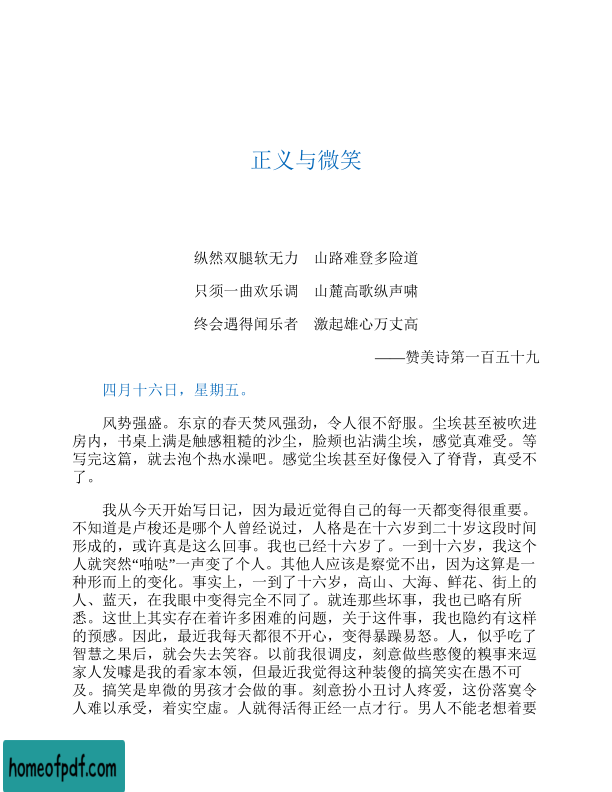 正义与微笑
纵然双腿软无力　山路难登多险道
只须一曲欢乐调　山麓高歌纵声啸
终会遇得闻乐者　激起雄心万丈高
——赞美诗第一百五十九
四月十六日，星期五。
风势强盛。东京的春天焚风强劲，令人很不舒服。尘埃甚至被吹进
房内，书桌上满是触感粗糙的沙尘，脸颊也沾满尘埃，感觉真难受。等
写完这篇，就去泡个热水澡吧。感觉尘埃甚至好像侵入了脊背，真受不
了。
我从今天开始写日记，因为最近觉得自己的每一天都变得很重要。
不知道是卢梭还是哪个人曾经说过，人格是在十六岁到二十岁这段时间
形成的，或许真是这么回事。我也已经十六岁了。一到十六岁，我这个
人就突然“啪哒”一声变了个人。其他人应该是察觉不出，因为这算是一
种形而上的变化。事实上，一到了十六岁，高山、大海、鲜花、街上的
人、蓝天，在我眼中变得完全不同了。就连那些坏事，我也已略有所
悉。这世上其实存在着许多困难的问题，关于这件事，我也隐约有这样
的预感。因此，最近我每天都很不开心，变得暴躁易怒。人，似乎吃了
智慧之果后，就会失去笑容。以前我很调皮，刻意做些憨傻的糗事来逗
家人发噱是我的看家本领，但最近我觉得这种装傻的搞笑实在愚不可
及。搞笑是卑微的男孩才会做的事。刻意扮小丑讨人疼爱，这份落寞令
人难以承受，着实空虚。人就得活得正经一点才行。男人不能老想着要
homeofpdf.com